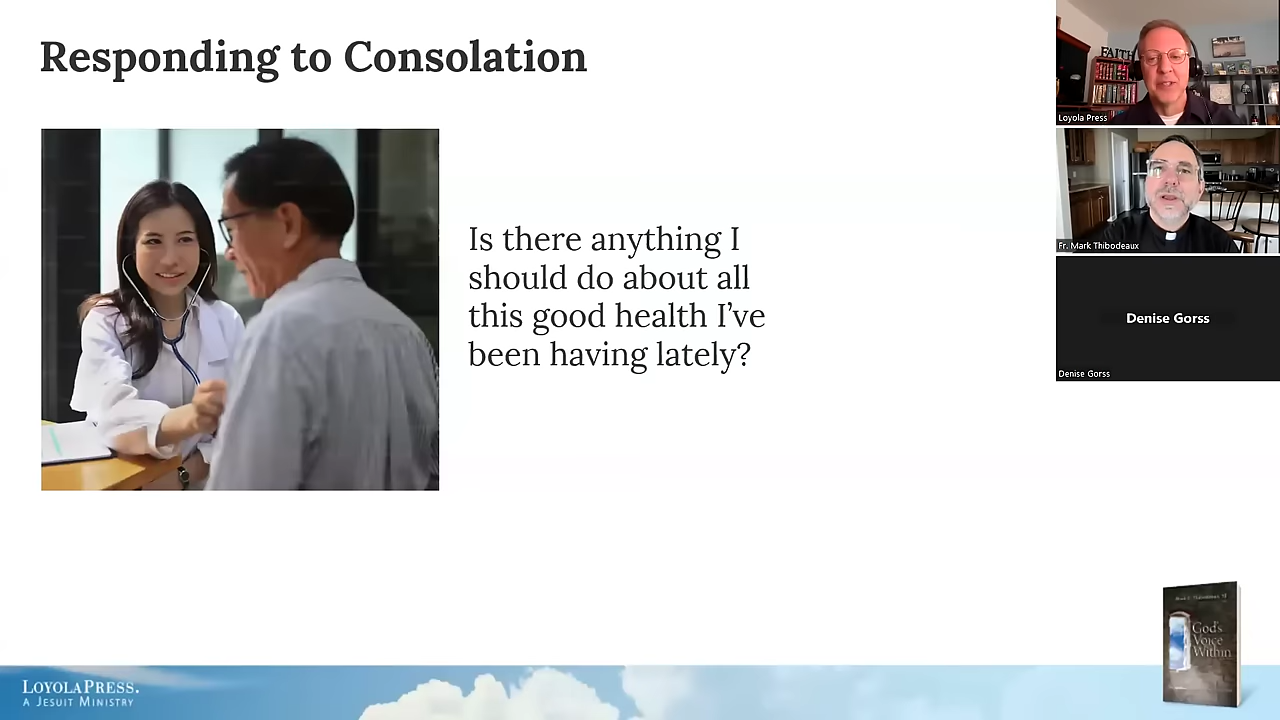 Responding to Consolation
Is there anything I
should do about all
this good health I've
been having lately?
FAITH
Loyola Press
Fr. Mark Thibodeaux
Denise Gorss
Denise Gorss
God's
Voice
Within
LOYOLA PRESS.
A JESUIT MINISTRY